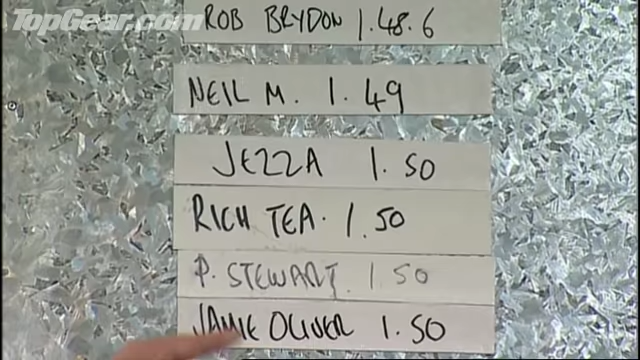 TopGear.com
ROB BRYDON 1.48.6
NEIL M. 1.49
JEZZA 1.50
RICH TEA. 1.50
P. STEWART. 1 50
JAMIE OLIVER 1.50